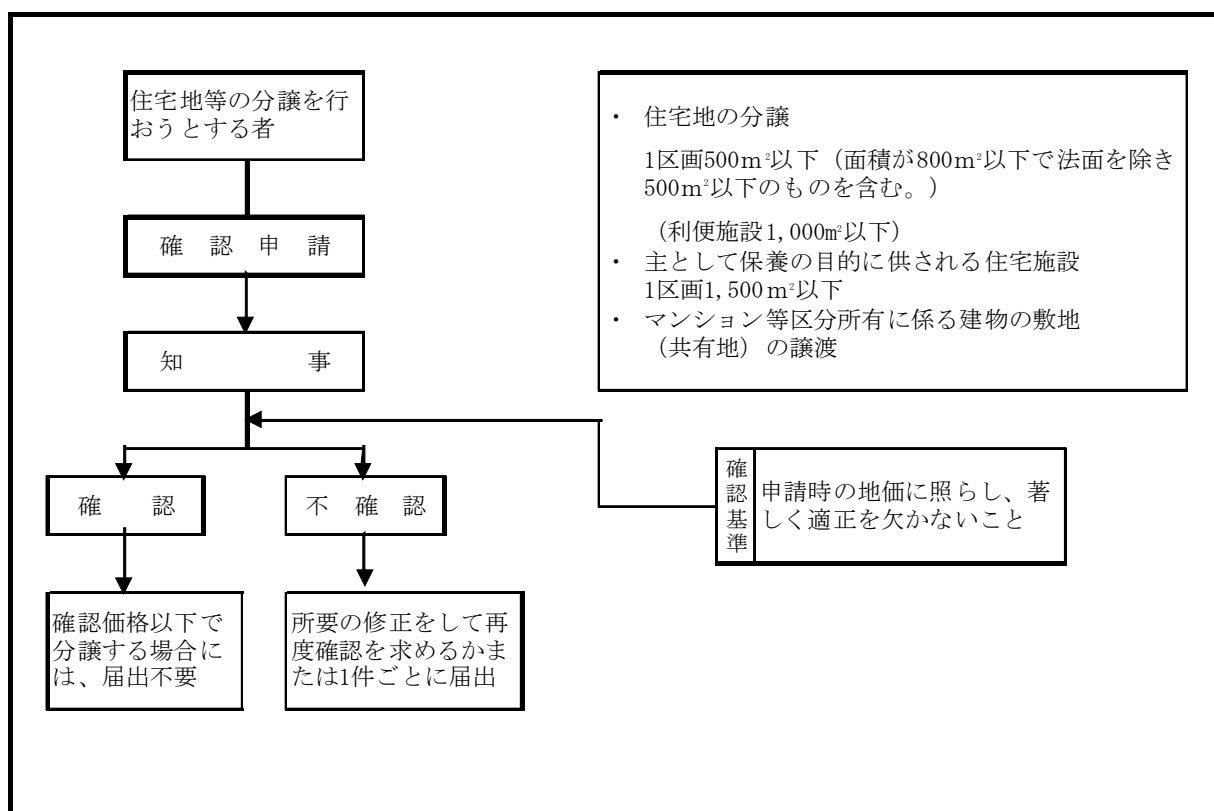 住宅地等の分譲を行
おうとする者
確認申請
知事
確認
不確認
確認価格以下で
分譲する場合に
は、届出不要
所要の修正をして再
度確認を求めるかま
たは1件ごとに届出
・ 住宅地の分譲
1区画500m²以下（面積が800m²以下で法面を除き
500m²以下のものを含む。）
（利便施設1,000㎡以下）
・ 主として保養の目的に供される住宅施設
1区画1,500m²以下
・ マンション等区分所有に係る建物の敷地
（共有地）の譲渡
確認基準
申請時の地価に照らし、著
しく適正を欠かないこと